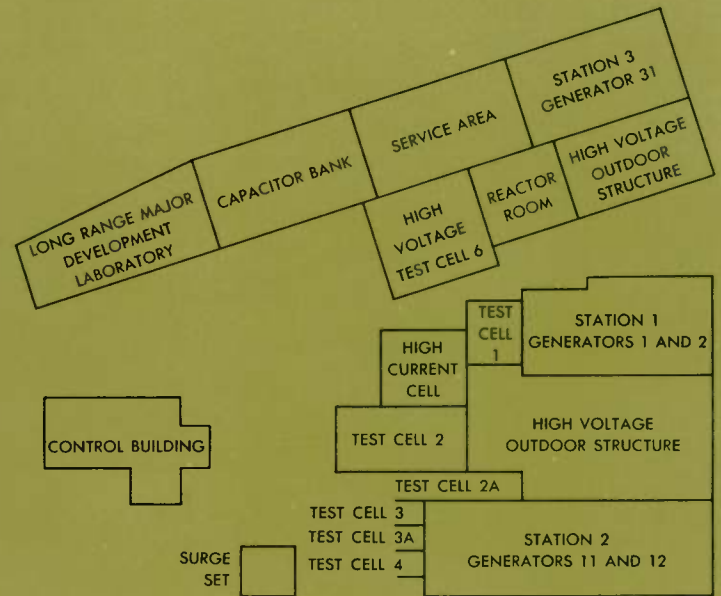 STATION 3
GENERATOR 31
SERVICE AREA
CAPACITOR BANK
LONG RANGE MAJOR
DEVELOPMENT
LABORATORY
HIGH
VOLTAGE
TEST CELL 6
REACTOR
ROOM
HIGH VOLTAGE
OUTDOOR
STRUCTURE
TEST
CELL
1
STATION 1
GENERATORS 1 AND 2
HIGH
CURRENT
CELL
CONTROL BUILDING
TEST CELL 2
HIGH VOLTAGE
OUTDOOR STRUCTURE
TEST CELL 2A
TEST CELL 3
TEST CELL 3A
TEST CELL 4
STATION 2
GENERATORS 11 AND 12
SURGE
SET